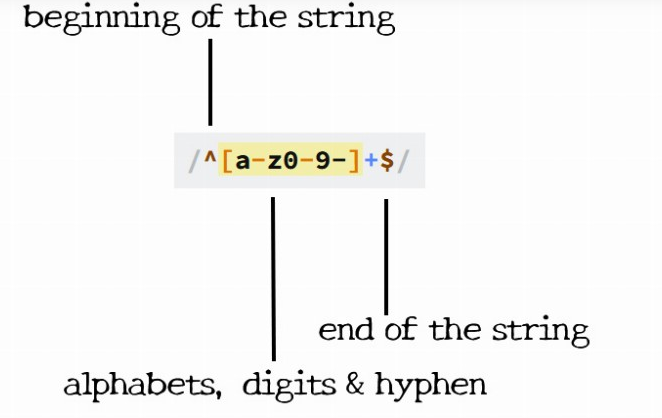 beginning of the string
/^[a-z0-9-]+$/
end of the string
alphabets, digits & hyphen